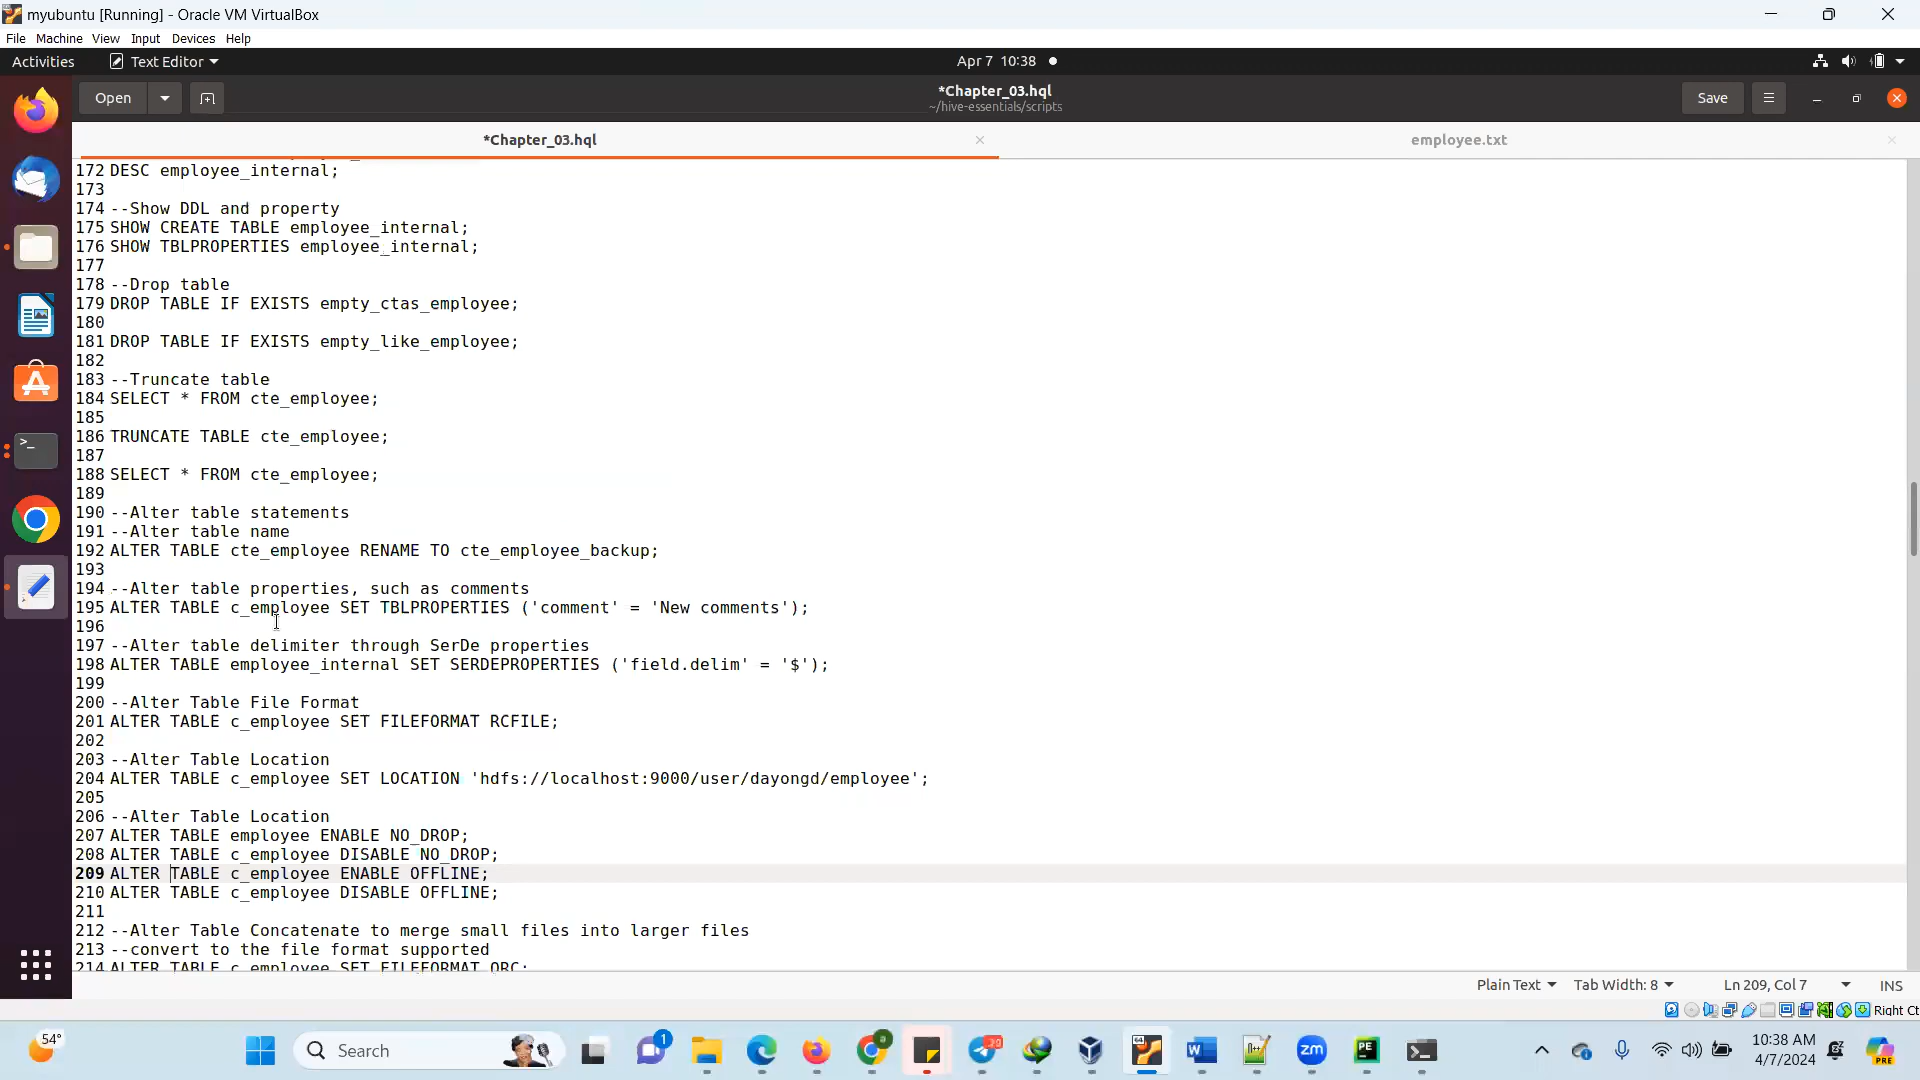 myubuntu [Running] - Oracle VM VirtualBox
File Machine View Input Devices Help
Activities Text Editor Apr 7 10:38
Open *Chapter_03.hql Save
~/hive-essentials/scripts
*Chapter_03.hql employee.txt
172 DESC employee_internal;
173
174 --Show DDL and property
175 SHOW CREATE TABLE employee_internal;
176 SHOW TBLPROPERTIES employee_internal;
177
178 --Drop table
179 DROP TABLE IF EXISTS empty_ctas_employee;
180
181 DROP TABLE IF EXISTS empty_like_employee;
182
183 --Truncate table
184 SELECT * FROM cte_employee;
185
186 TRUNCATE TABLE cte_employee;
187
188 SELECT * FROM cte_employee;
189
190 --Alter table statements
191 --Alter table name
192 ALTER TABLE cte_employee RENAME TO cte_employee_backup;
193
194 --Alter table properties, such as comments
195 ALTER TABLE c_employee SET TBLPROPERTIES ('comment' = 'New comments');
196
197 --Alter table delimiter through SerDe properties
198 ALTER TABLE employee_internal SET SERDEPROPERTIES ('field.delim' = '$');
199
200 --Alter Table File Format
201 ALTER TABLE c_employee SET FILEFORMAT RCFILE;
202
203 --Alter Table Location
204 ALTER TABLE c_employee SET LOCATION 'hdfs://localhost:9000/user/dayongd/employee';
205
206 --Alter Table Location
207 ALTER TABLE employee ENABLE NO_DROP;
208 ALTER TABLE c_employee DISABLE NO_DROP;
209 ALTER TABLE c_employee ENABLE OFFLINE;
210 ALTER TABLE c_employee DISABLE OFFLINE;
211
212 --Alter Table Concatenate to merge small files into larger files
213 --convert to the file format supported
214 ALTER TABLE c_employee SET FILEFORMAT ORC;
Plain Text Tab Width: 8 Ln 209, Col 7 INS
Right Ct
54° Search 10:38 AM
4/7/2024